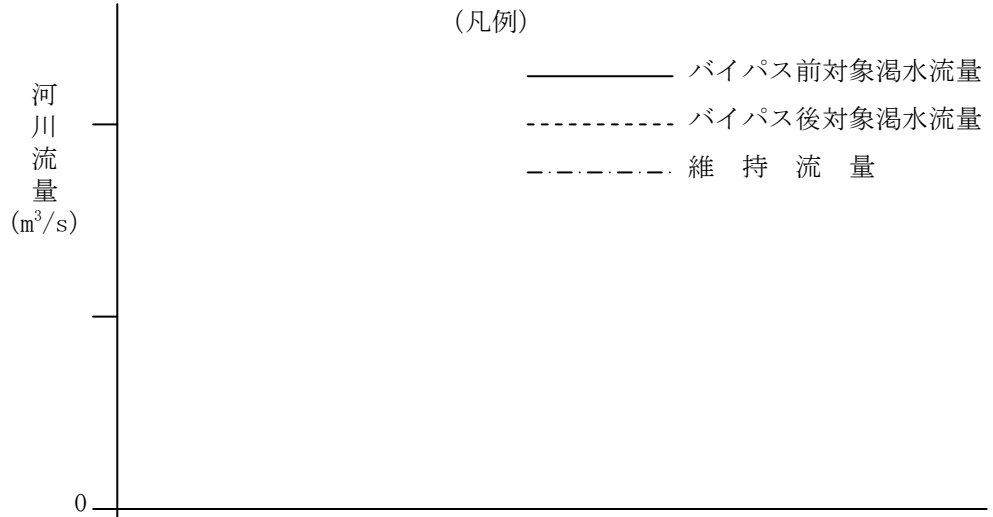 (凡例)
バイパス前対象渇水流量
バイパス後対象渇水流量
維 持 流 量
河川流量
(m³/s)
0